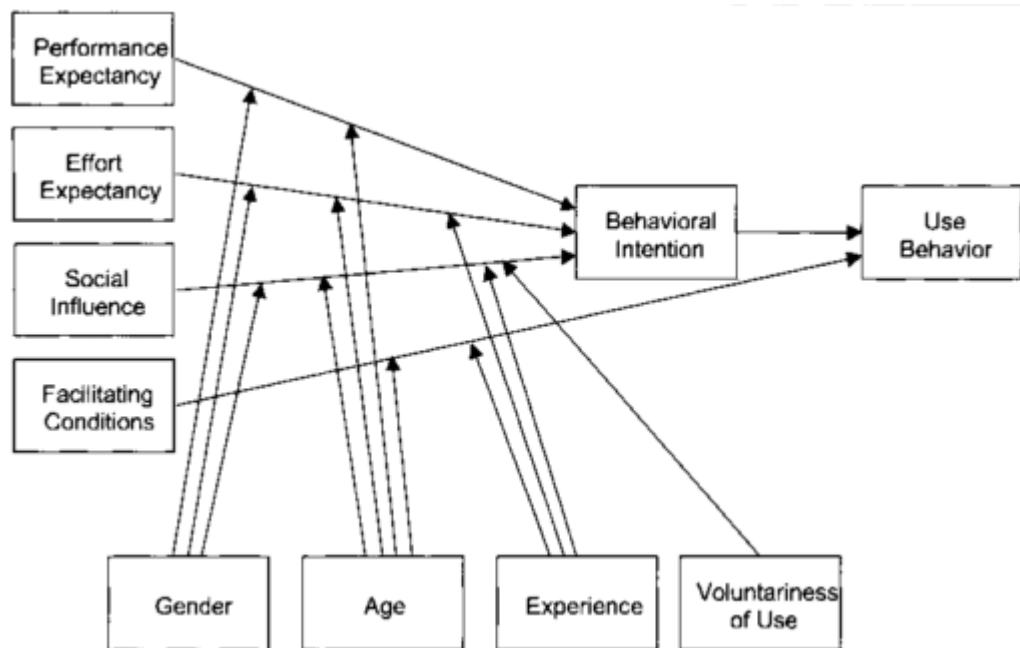 Performance
Expectancy
Effort
Expectancy
Social
Influence
Facilitating
Conditions
Behavioral
Intention
Use
Behavior
Gender
Age
Experience
Voluntariness
of Use